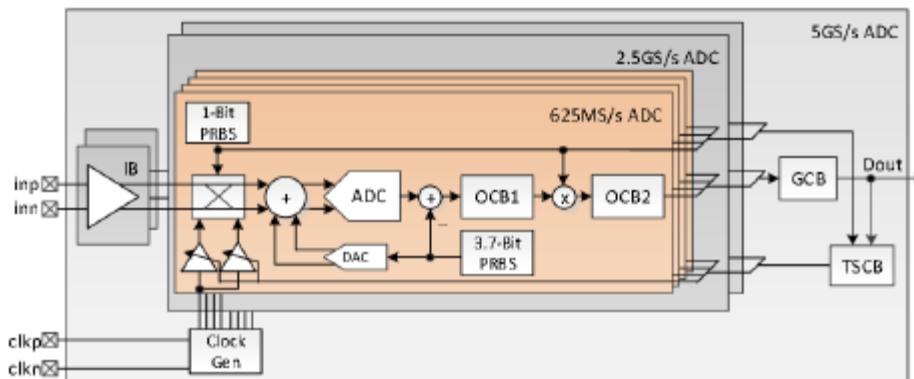 5GS/s ADC
2.5GS/s ADC
625MS/s ADC
1-Bit
PRBS
IB
inp
inn
+
ADC
+
−
OCB1
x
OCB2
GCB
Dout
DAC
3.7-Bit
PRBS
TSCB
clkp
clkn
Clock
Gen